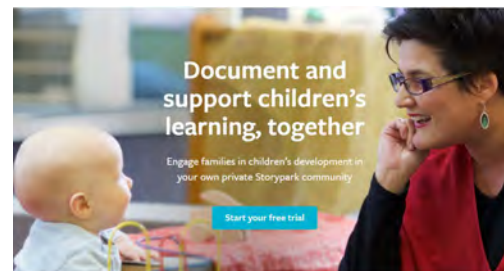 Document and
support children's
learning, together
Engage families in children's development in
your own private Storypark community
Start your free trial